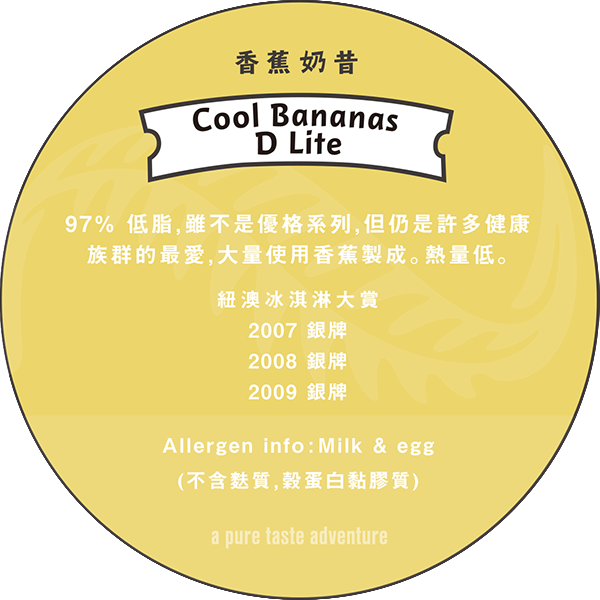 香蕉奶昔
Cool Bananas
D Lite
97% 低脂,雖不是優格系列,但仍是許多健康
族群的最愛,大量使用香蕉製成。熱量低。
紐澳冰淇淋大賞
2007 銀牌
2008 銀牌
2009 銀牌
Allergen info:Milk & egg
(不含麩質,穀蛋白黏膠質)
a pure taste adventure